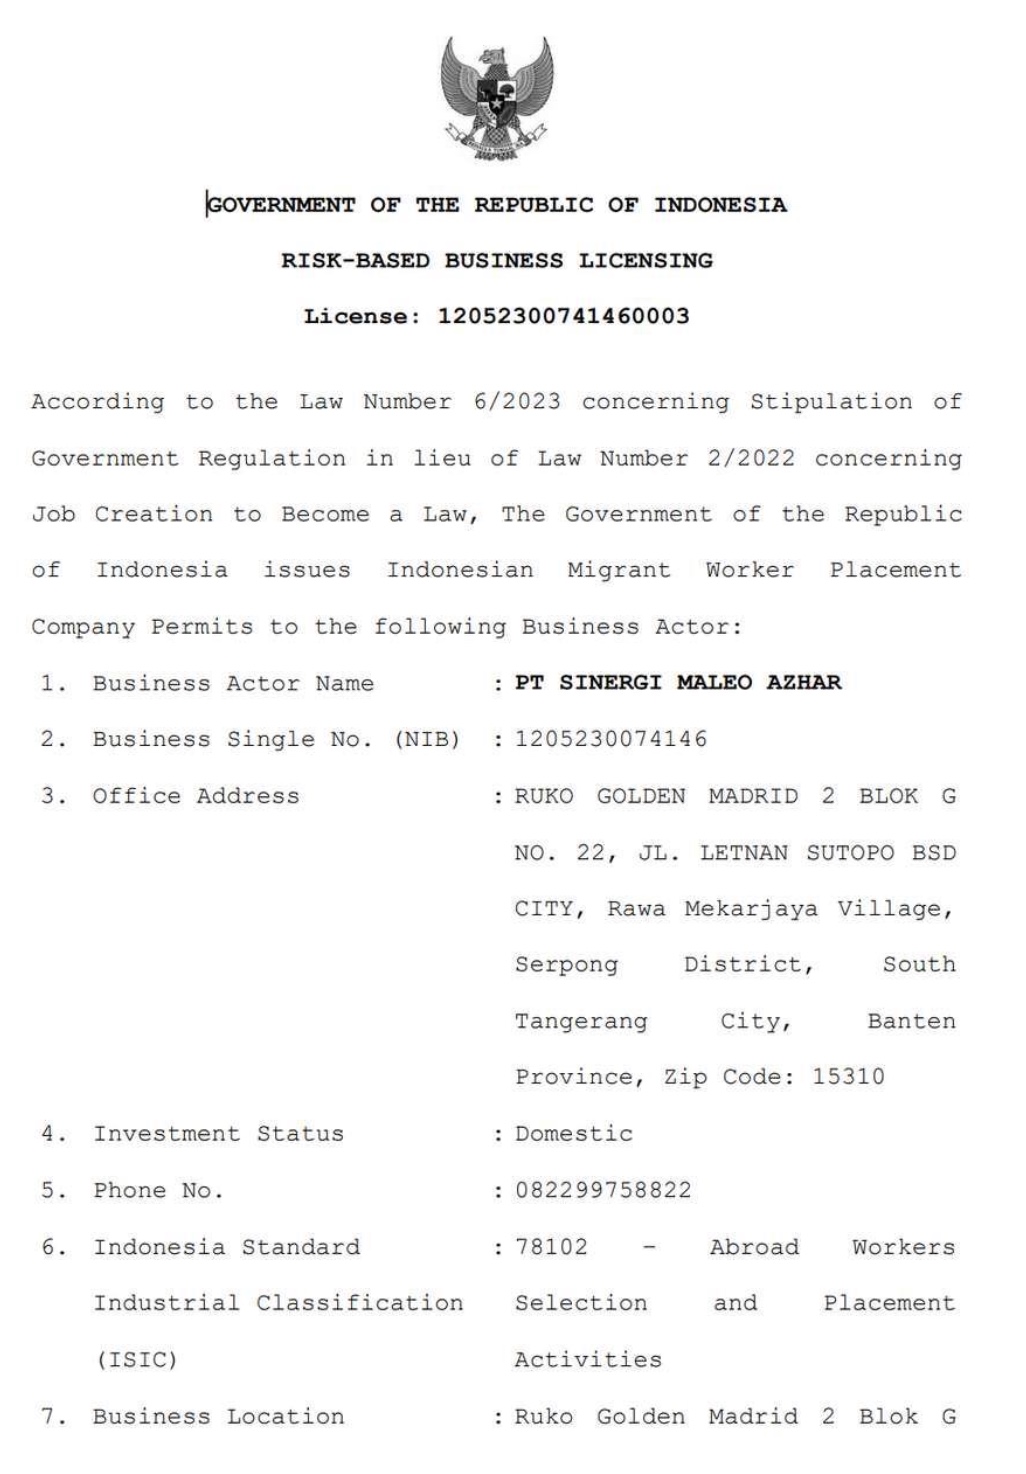 GOVERNMENT OF THE REPUBLIC OF INDONESIA
RISK-BASED BUSINESS LICENSING
License: 12052300741460003
According to the Law Number 6/2023 concerning Stipulation of
Government Regulation in lieu of Law Number 2/2022 concerning
Job Creation to Become a Law, The Government of the Republic
of Indonesia issues Indonesian Migrant Worker Placement
Company Permits to the following Business Actor:
1. Business Actor Name : PT SINERGI MALEO AZHAR
2. Business Single No. (NIB) : 1205230074146
3. Office Address : RUKO GOLDEN MADRID 2 BLOK G
NO. 22, JL. LETNAN SUTOPO BSD
CITY, Rawa Mekarjaya Village,
Serpong District, South
Tangerang City, Banten
Province, Zip Code: 15310
4. Investment Status : Domestic
5. Phone No. : 082299758822
6. Indonesia Standard : 78102 - Abroad Workers
Industrial Classification Selection and Placement
(ISIC) Activities
7. Business Location : Ruko Golden Madrid 2 Blok G